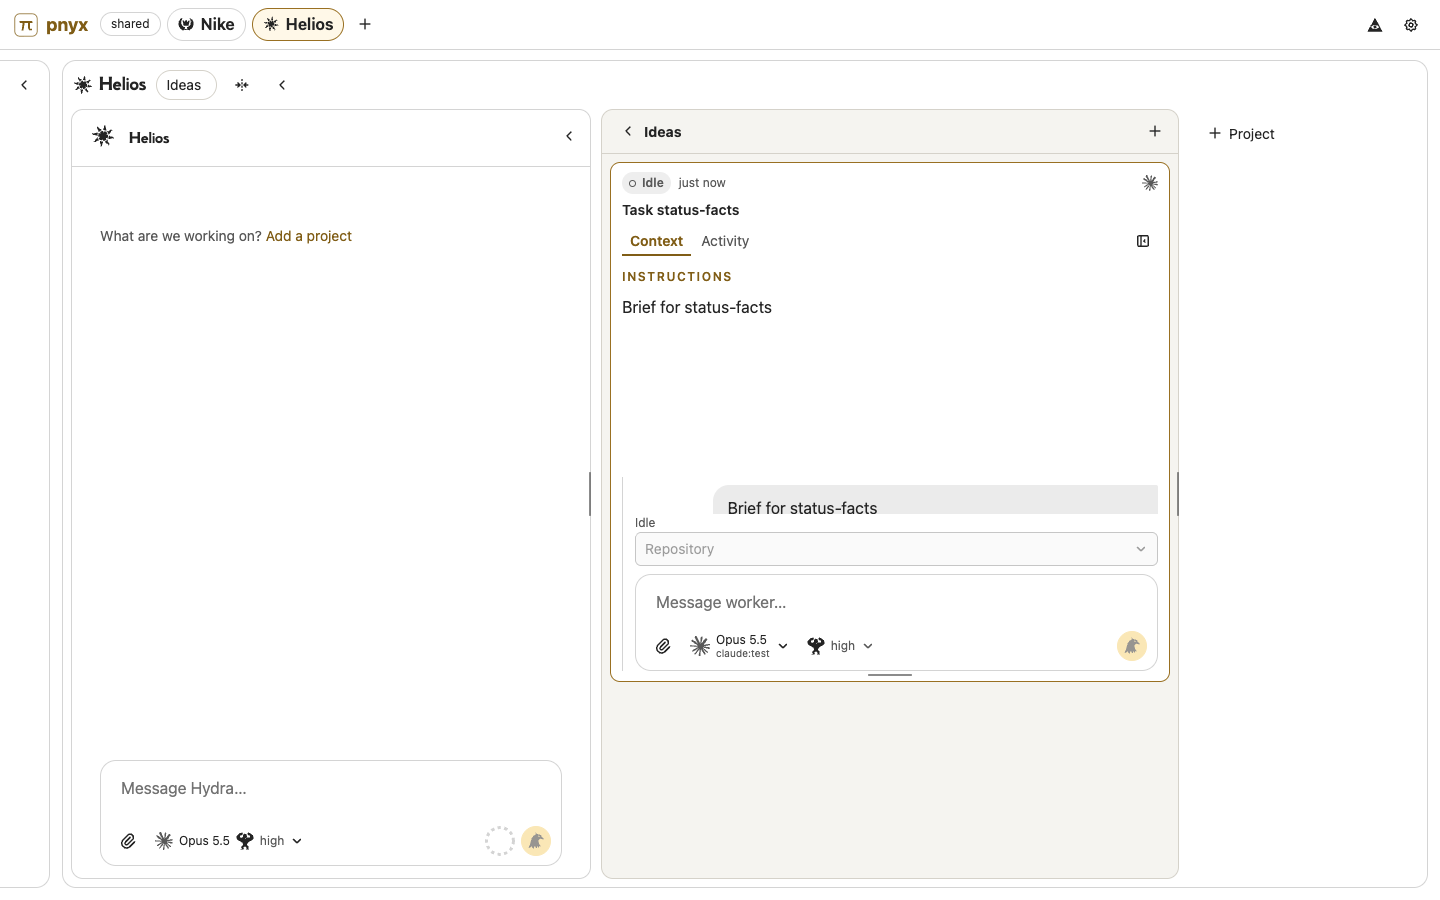 π pnyx
shared
Nike
Helios
Helios
Ideas
Helios
What are we working on? Add a project
Message Hydra...
Opus 5.5
high
Ideas
Idle
just now
Task status-facts
Context
Activity
INSTRUCTIONS
Brief for status-facts
Brief for status-facts
Idle
Repository
Message worker...
Opus 5.5
claude:test
high
Project